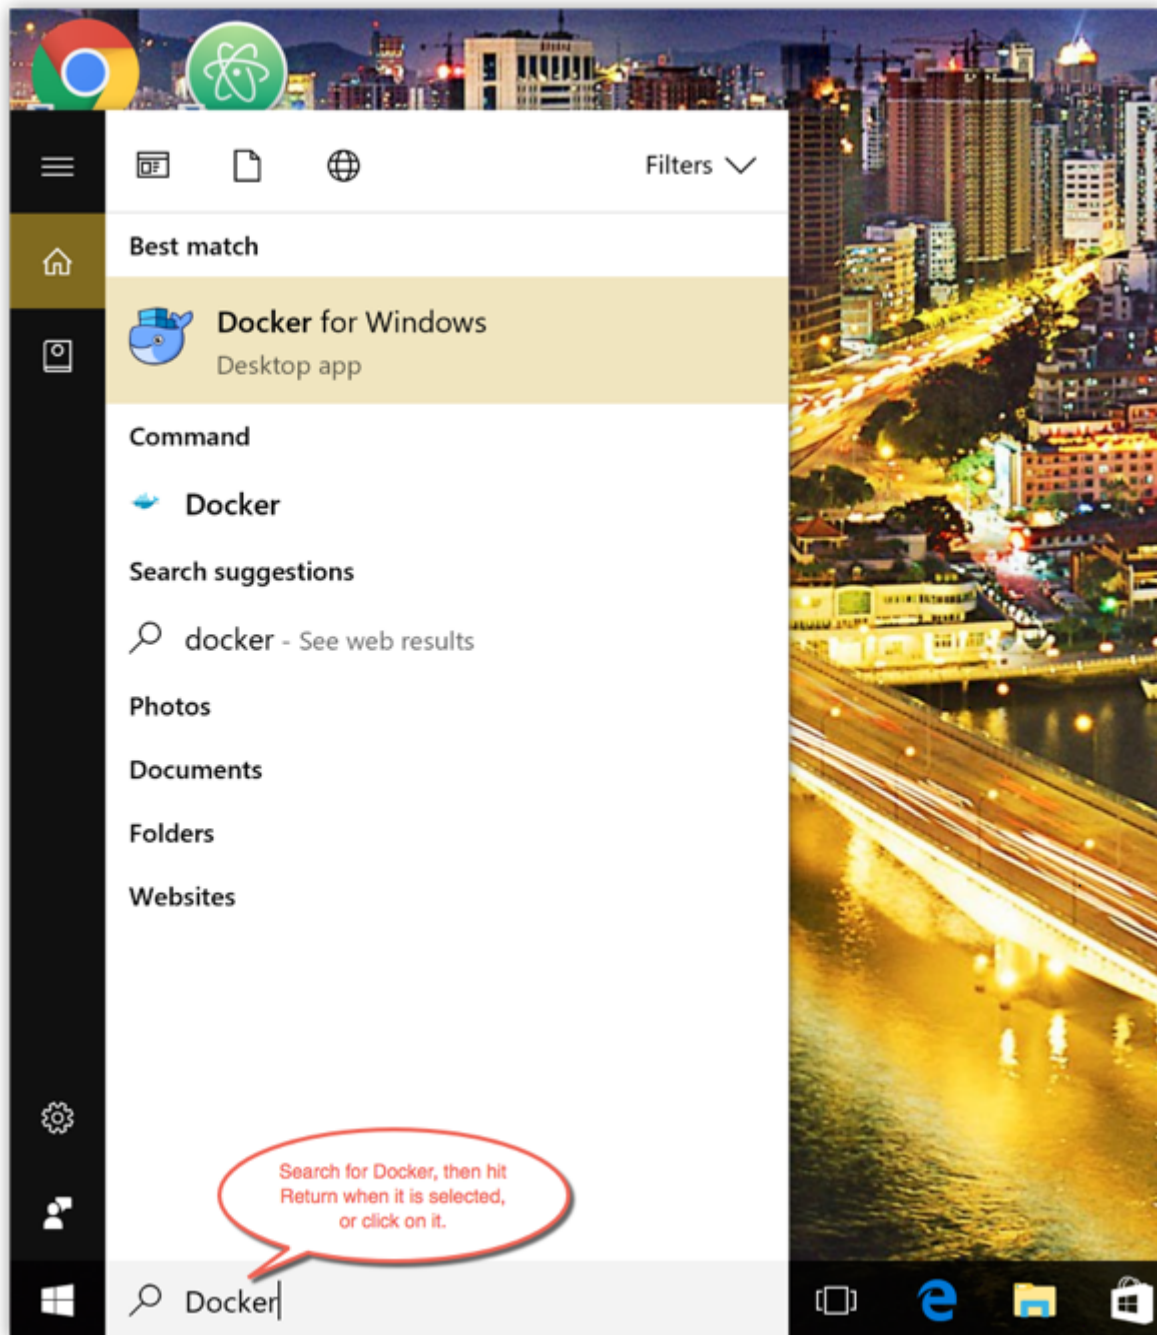 Filters
Best match
Docker for Windows
Desktop app
Command
Docker
Search suggestions
docker - See web results
Photos
Documents
Folders
Websites
Search for Docker, then hit
Return when it is selected,
or click on it.
Docker